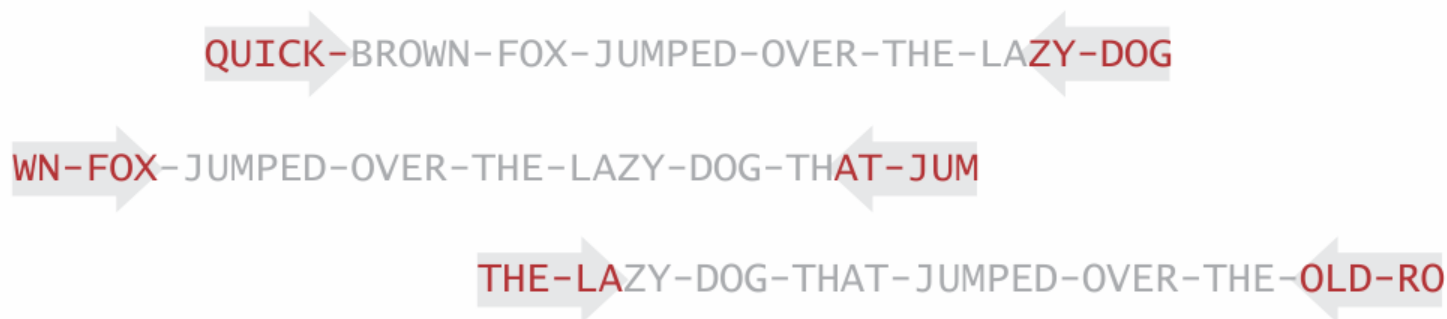 QUICK-BROWN-FOX-JUMPED-OVER-THE-LAZY-DOG
WN-FOX-JUMPED-OVER-THE-LAZY-DOG-THAT-JUM
THE-LAZY-DOG-THAT-JUMPED-OVER-THE-OLD-RO